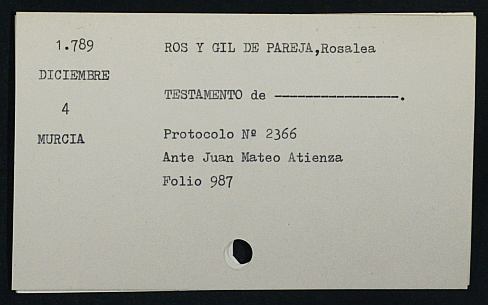 1.789
DICIEMBRE
4
MURCIA
ROS Y GIL DE PAREJA,Rosalea
TESTAMENTO de ----------------.
Protocolo Nº 2366
Ante Juan Mateo Atienza
Folio 987